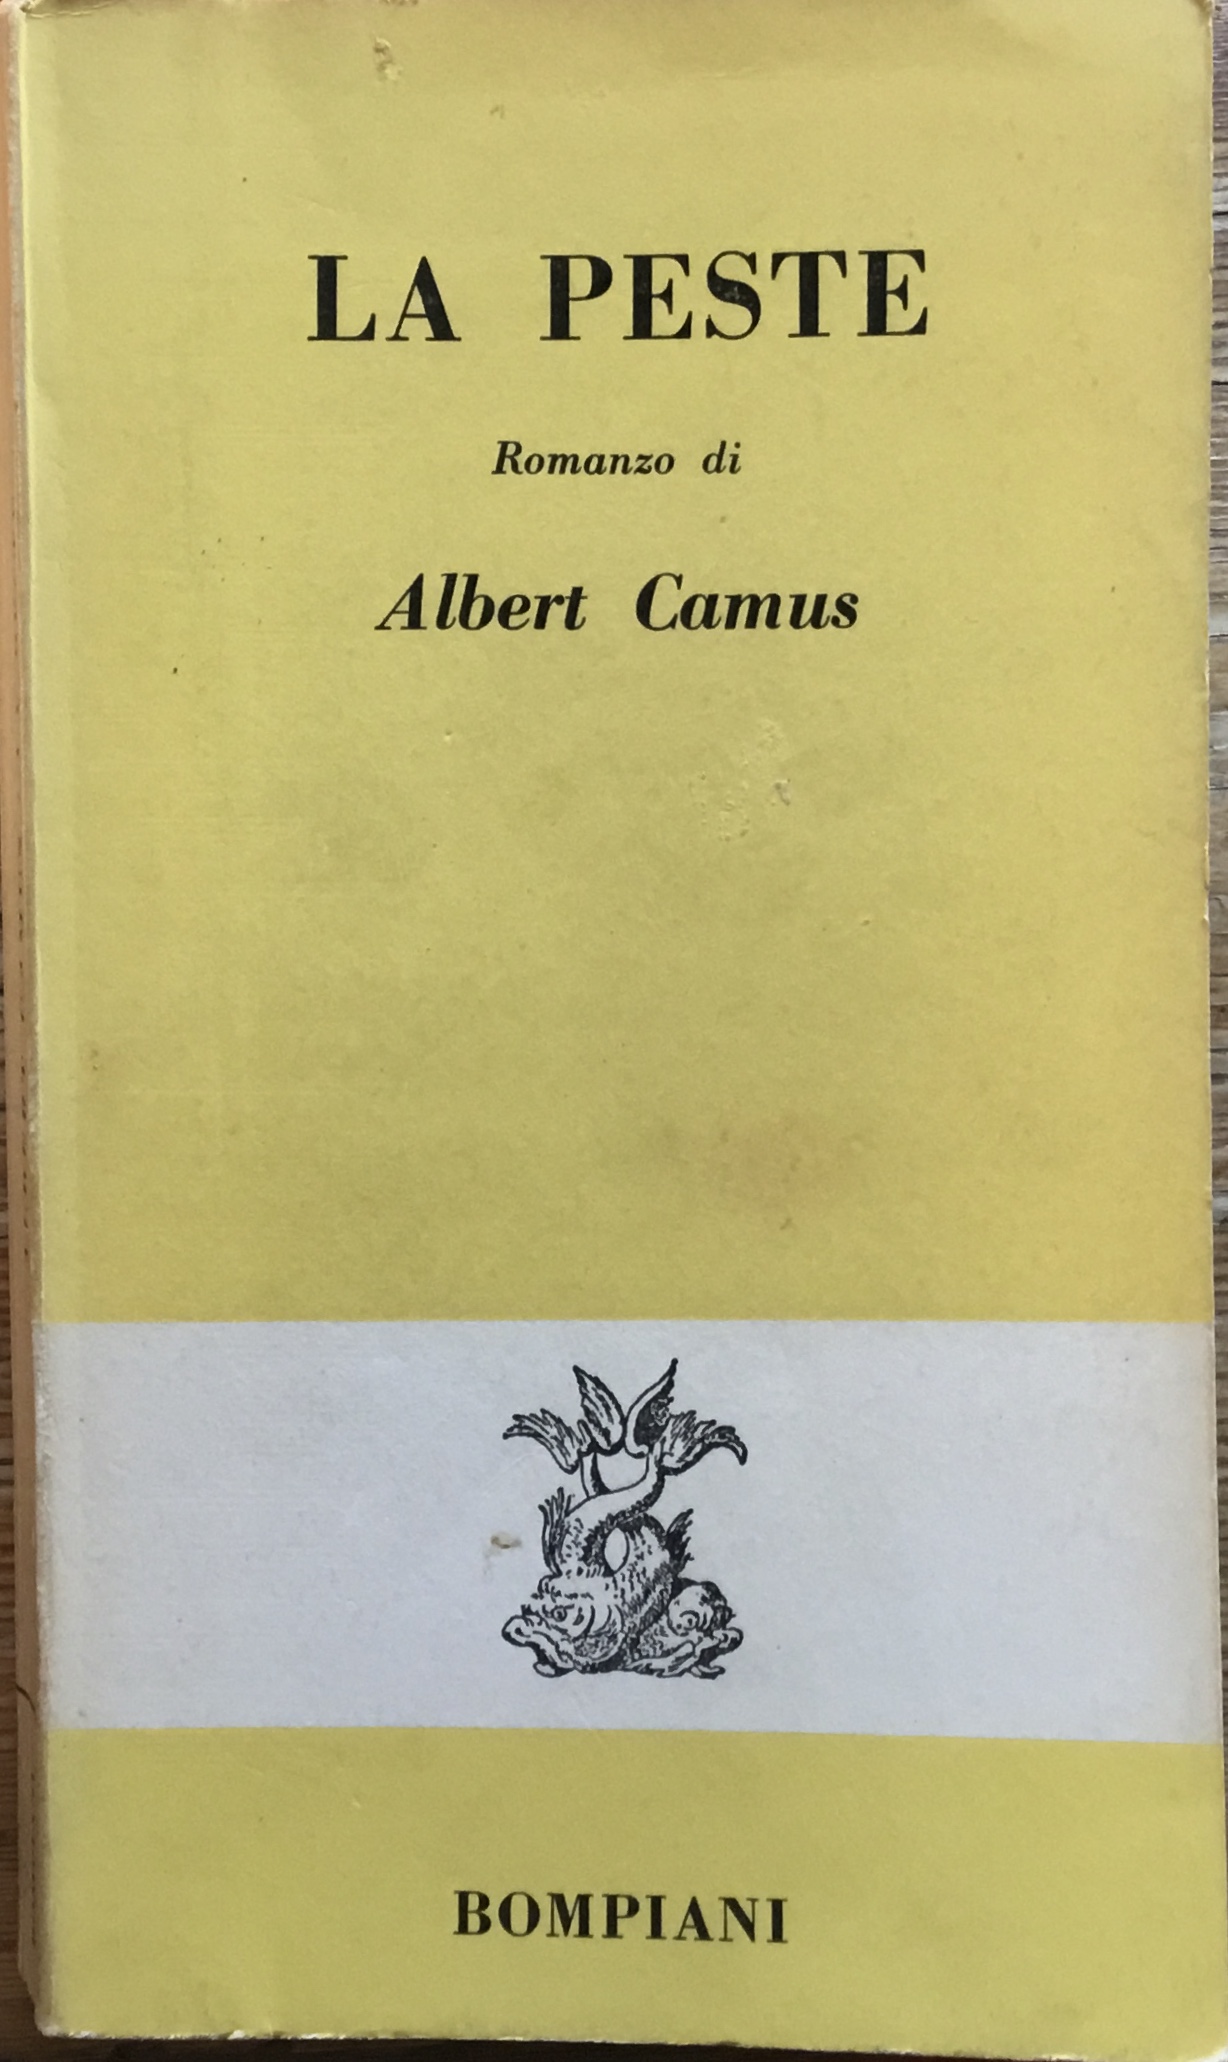 LA PESTE
Romanzo di
Albert Camus
BOMPIANI